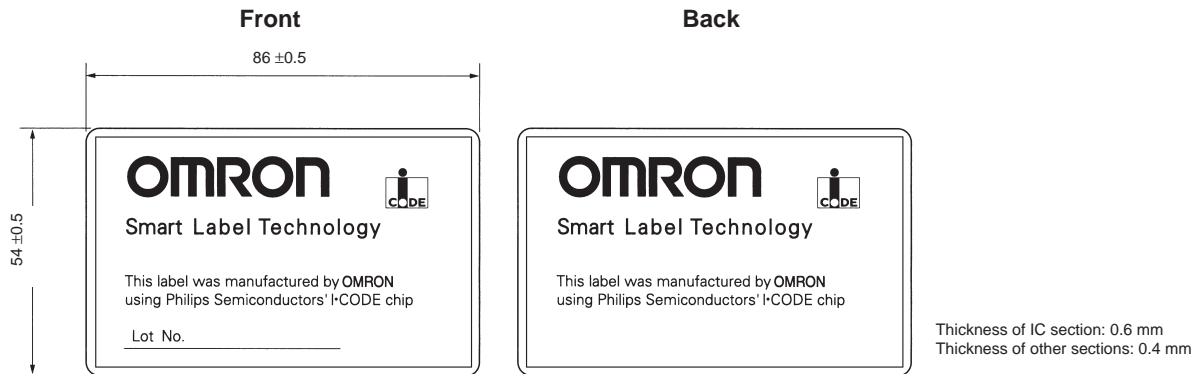 Front
Back
86 ±0.5
54 ±0.5
OMRON
i
CODE
Smart Label Technology
This label was manufactured by OMRON
using Philips Semiconductors' I•CODE chip
Lot No.
OMRON
i
CODE
Smart Label Technology
This label was manufactured by OMRON
using Philips Semiconductors' I•CODE chip
Thickness of IC section: 0.6 mm
Thickness of other sections: 0.4 mm